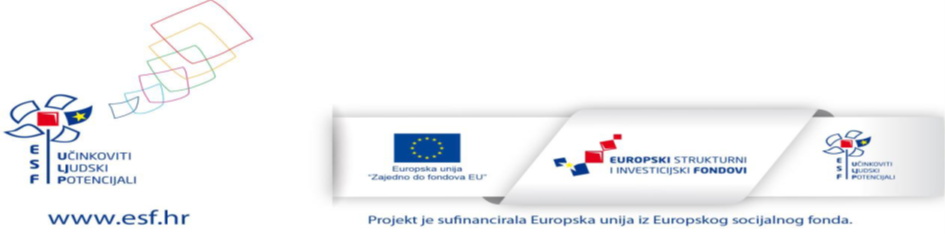 ESF
UČINKOVITI
LJUDSKI
POTENCIJALI
www.esf.hr
Europska unija
"Zajedno do fondova EU"
EUROPSKI STRUKTURNI
I INVESTICIJSKI FONDOVI
ESF
UČINKOVITI
LJUDSKI
POTENCIJALI
Projekt je sufinancirala Europska unija iz Europskog socijalnog fonda.